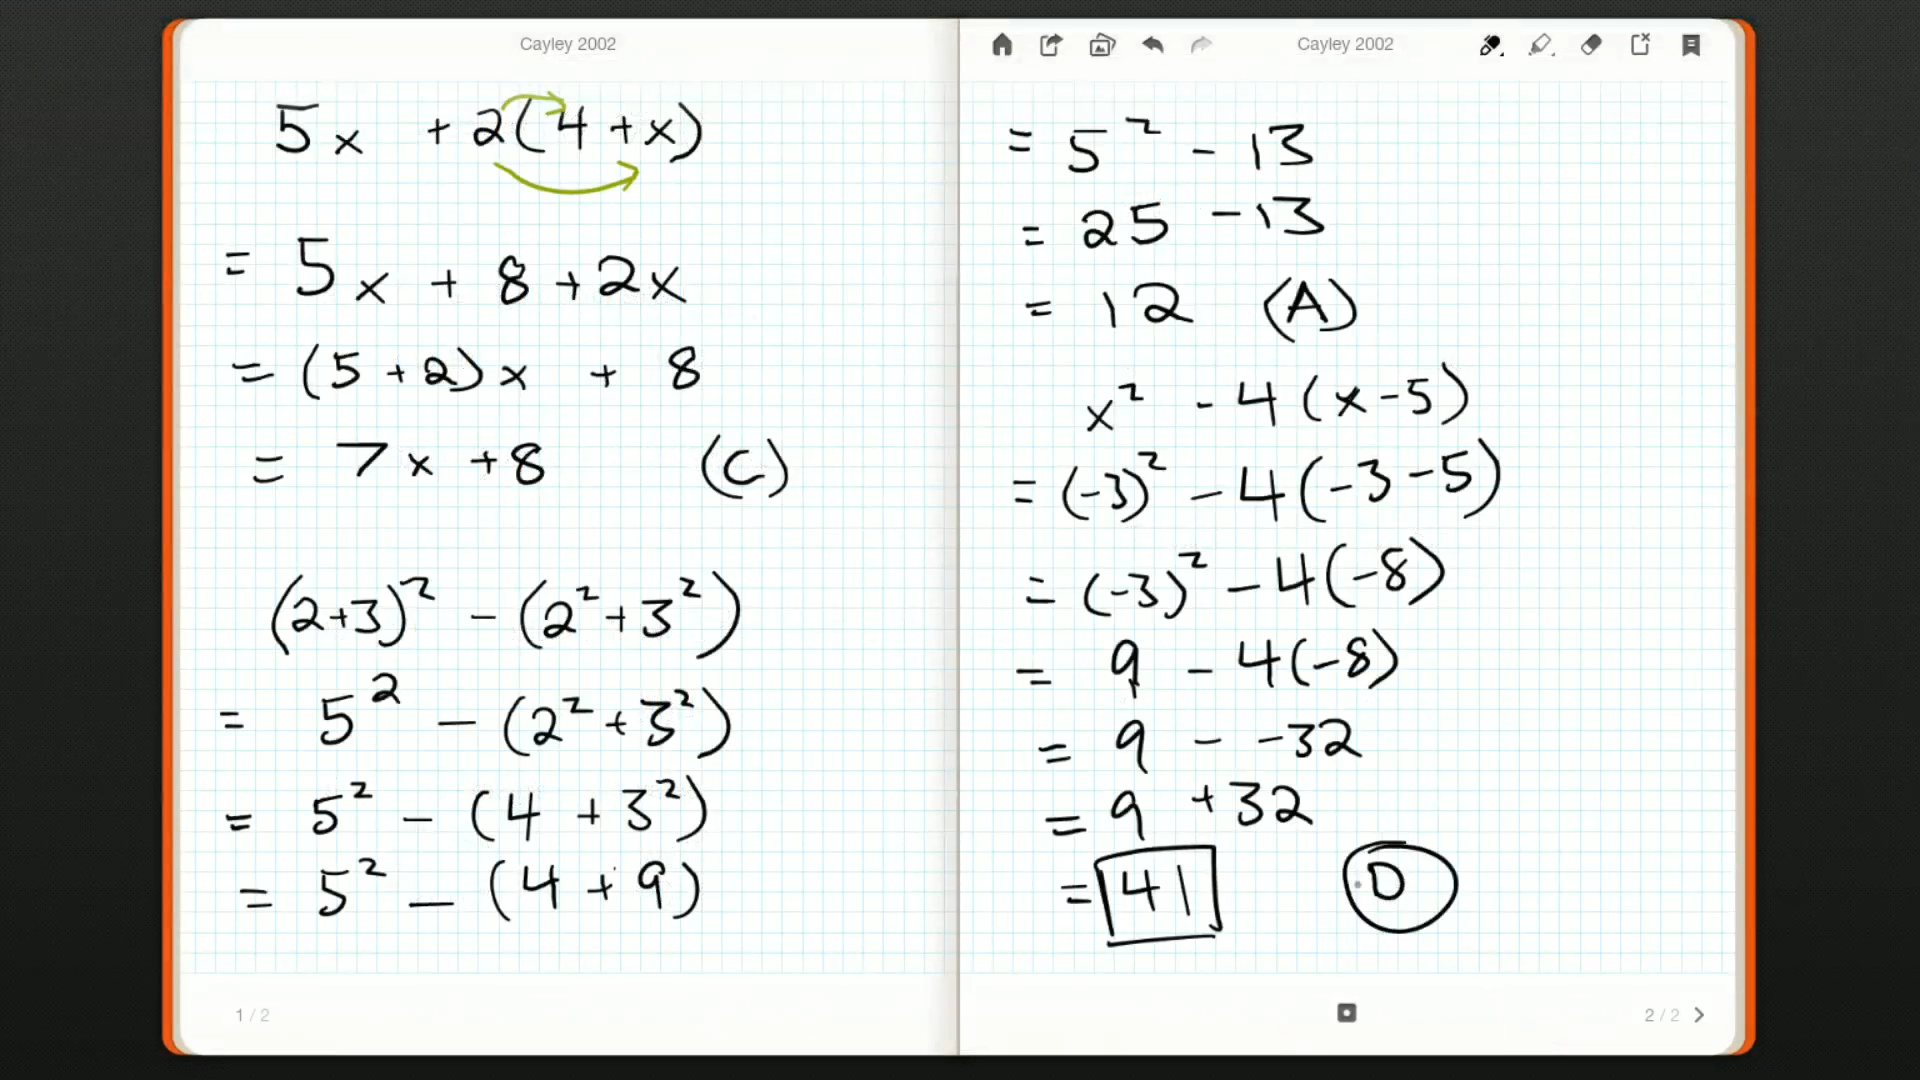 Cayley 2002
5x + 2(4 + x)
= 5x + 8 + 2x
= (5 + 2)x + 8
= 7x + 8 (C)
(2+3)² - (2² + 3²)
= 5² - (2² + 3²)
= 5² - (4 + 3²)
= 5² - (4 + 9)
1 / 2
Cayley 2002
= 5² - 13
= 25 - 13
= 12 (A)
x² - 4(x-5)
= (-3)² - 4(-3-5)
= (-3)² - 4(-8)
= 9 - 4(-8)
= 9 - -32
= 9 + 32
= 41 D
2 / 2